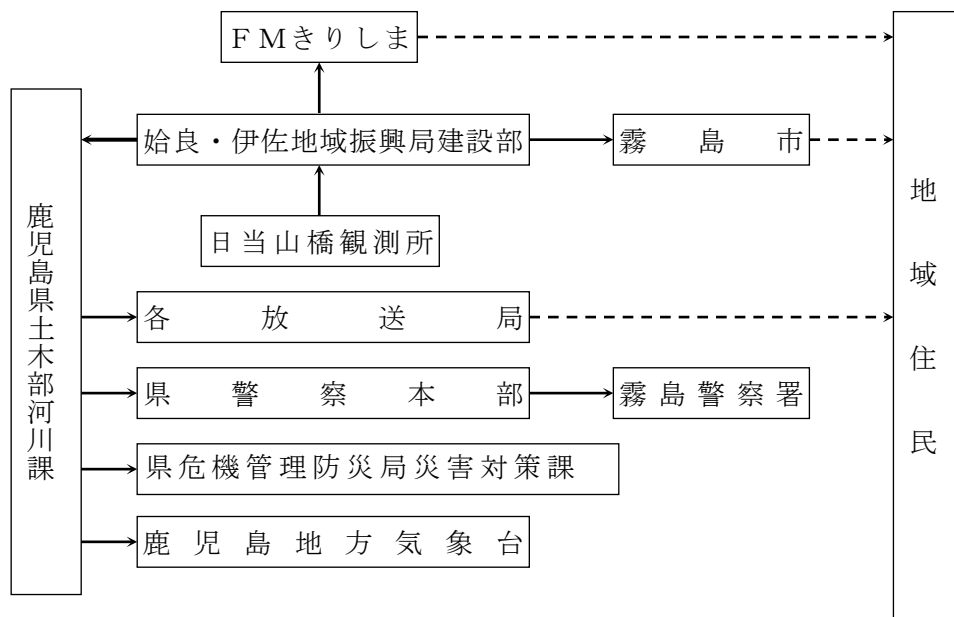 ＦＭきりしま
姶良・伊佐地域振興局建設部
霧島市
日当山橋観測所
鹿児島県土木部河川課
各放送局
県警察本部
霧島警察署
県危機管理防災局災害対策課
鹿児島地方気象台
地域住民